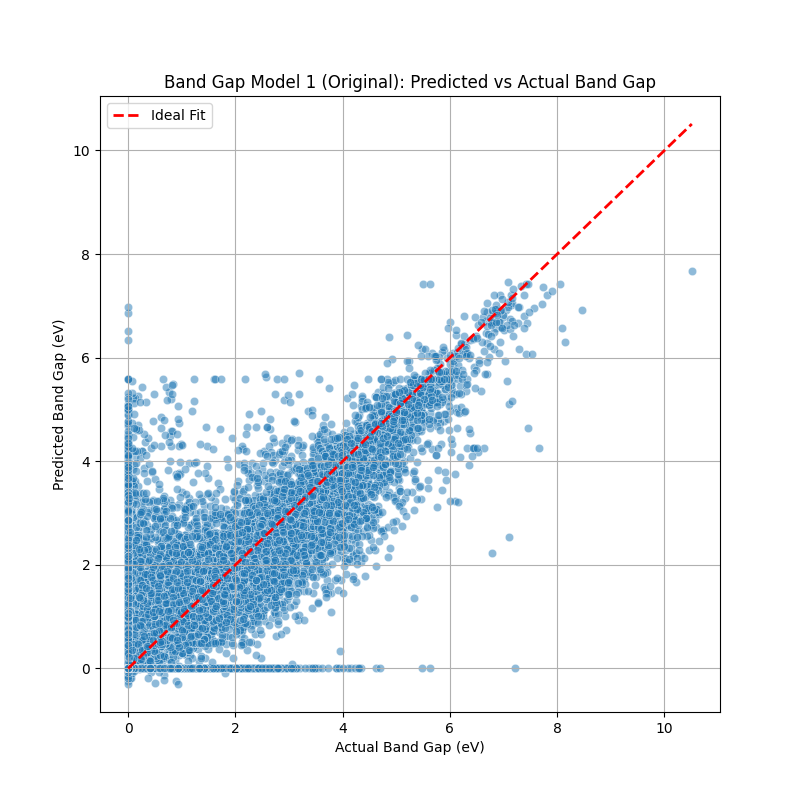 Band Gap Model 1 (Original): Predicted vs Actual Band Gap
Ideal Fit
10
8
6
4
2
0
Predicted Band Gap (eV)
0 2 4 6 8 10
Actual Band Gap (eV)